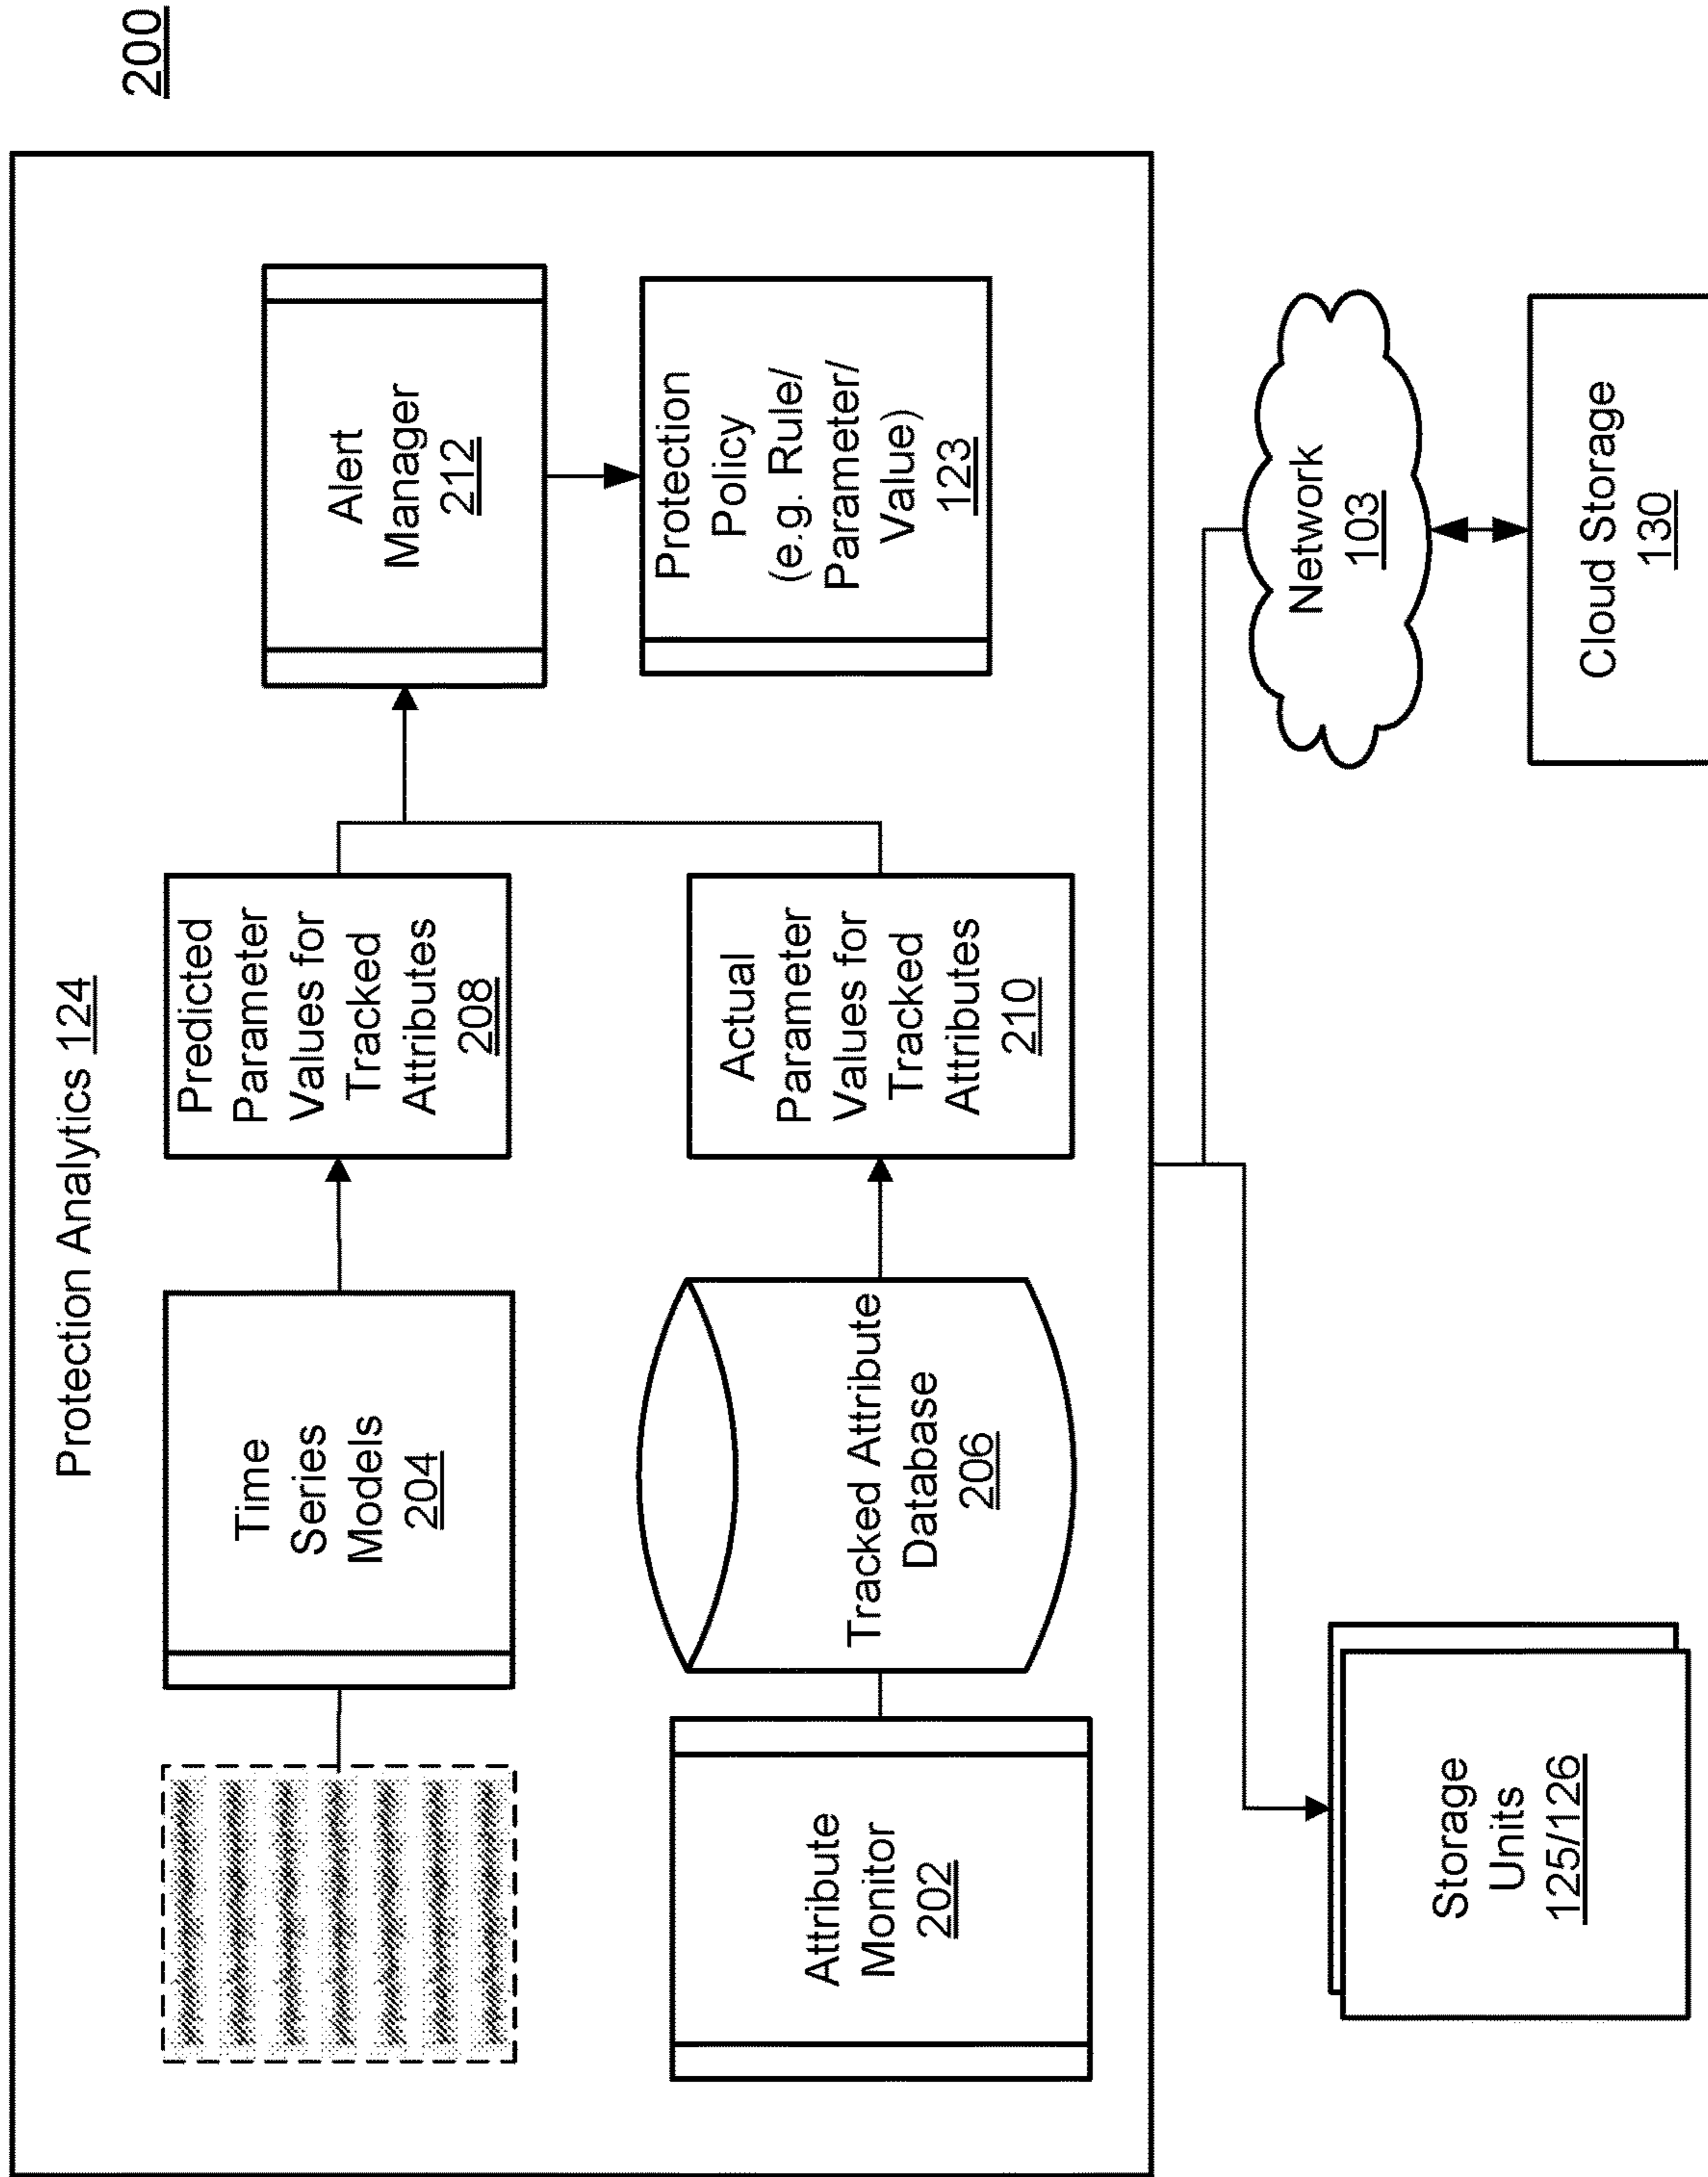 200
Protection Analytics 124
Time
Series
Models
204
Predicted
Parameter
Values for
Tracked
Attributes
208
Alert
Manager
212
Attribute
Monitor
202
Tracked Attribute
Database
206
Actual
Parameter
Values for
Tracked
Attributes
210
Protection
Policy
(e.g. Rule/
Parameter/
Value)
123
Storage
Units
125/126
Network
103
Cloud Storage
130